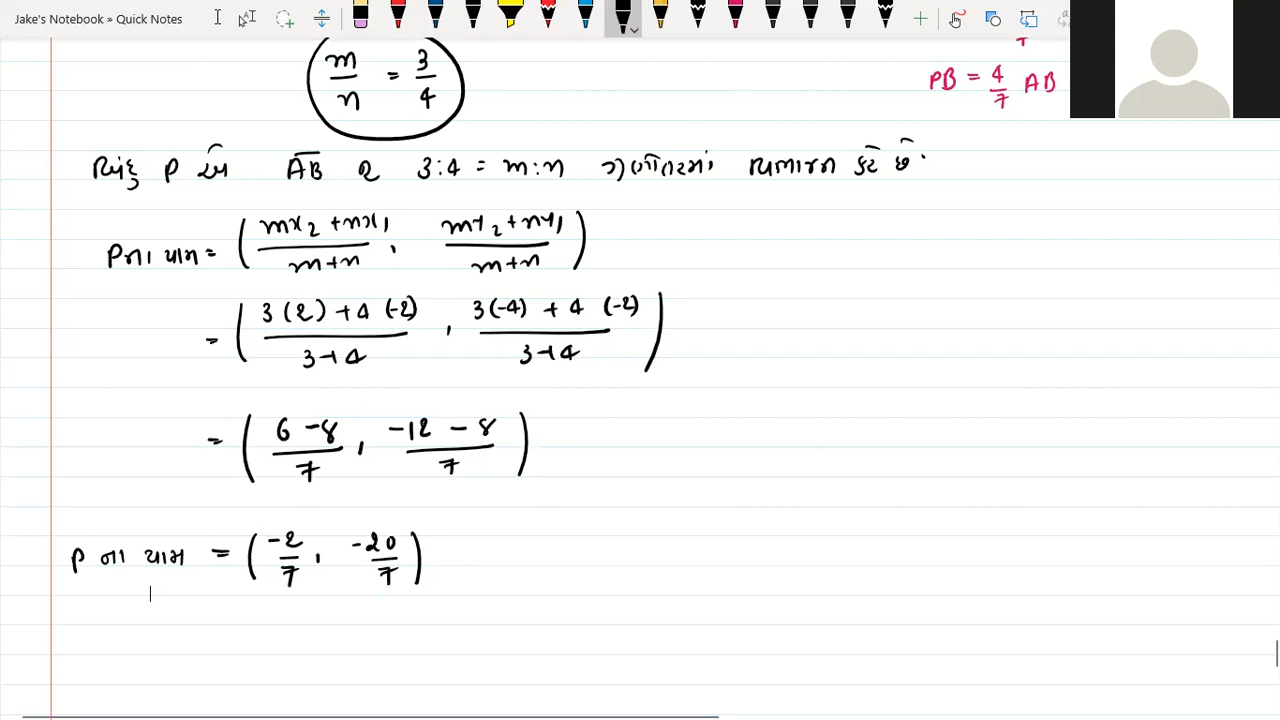 Jake's Notebook » Quick Notes
m/n = 3/4
PB = 4/7 AB
બિંદુ P એ AB ને 3:4 = m:n ગુણોત્તરમાં વિભાજન કરે છે.
Pના યામ = ( (mx₂ + nx₁)/(m+n) , (my₂ + ny₁)/(m+n) )
= ( (3(2) + 4(-2))/(3+4) , (3(-4) + 4(-2))/(3+4) )
= ( (6 - 8)/7 , (-12 - 8)/7 )
P ના યામ = ( -2/7 , -20/7 )